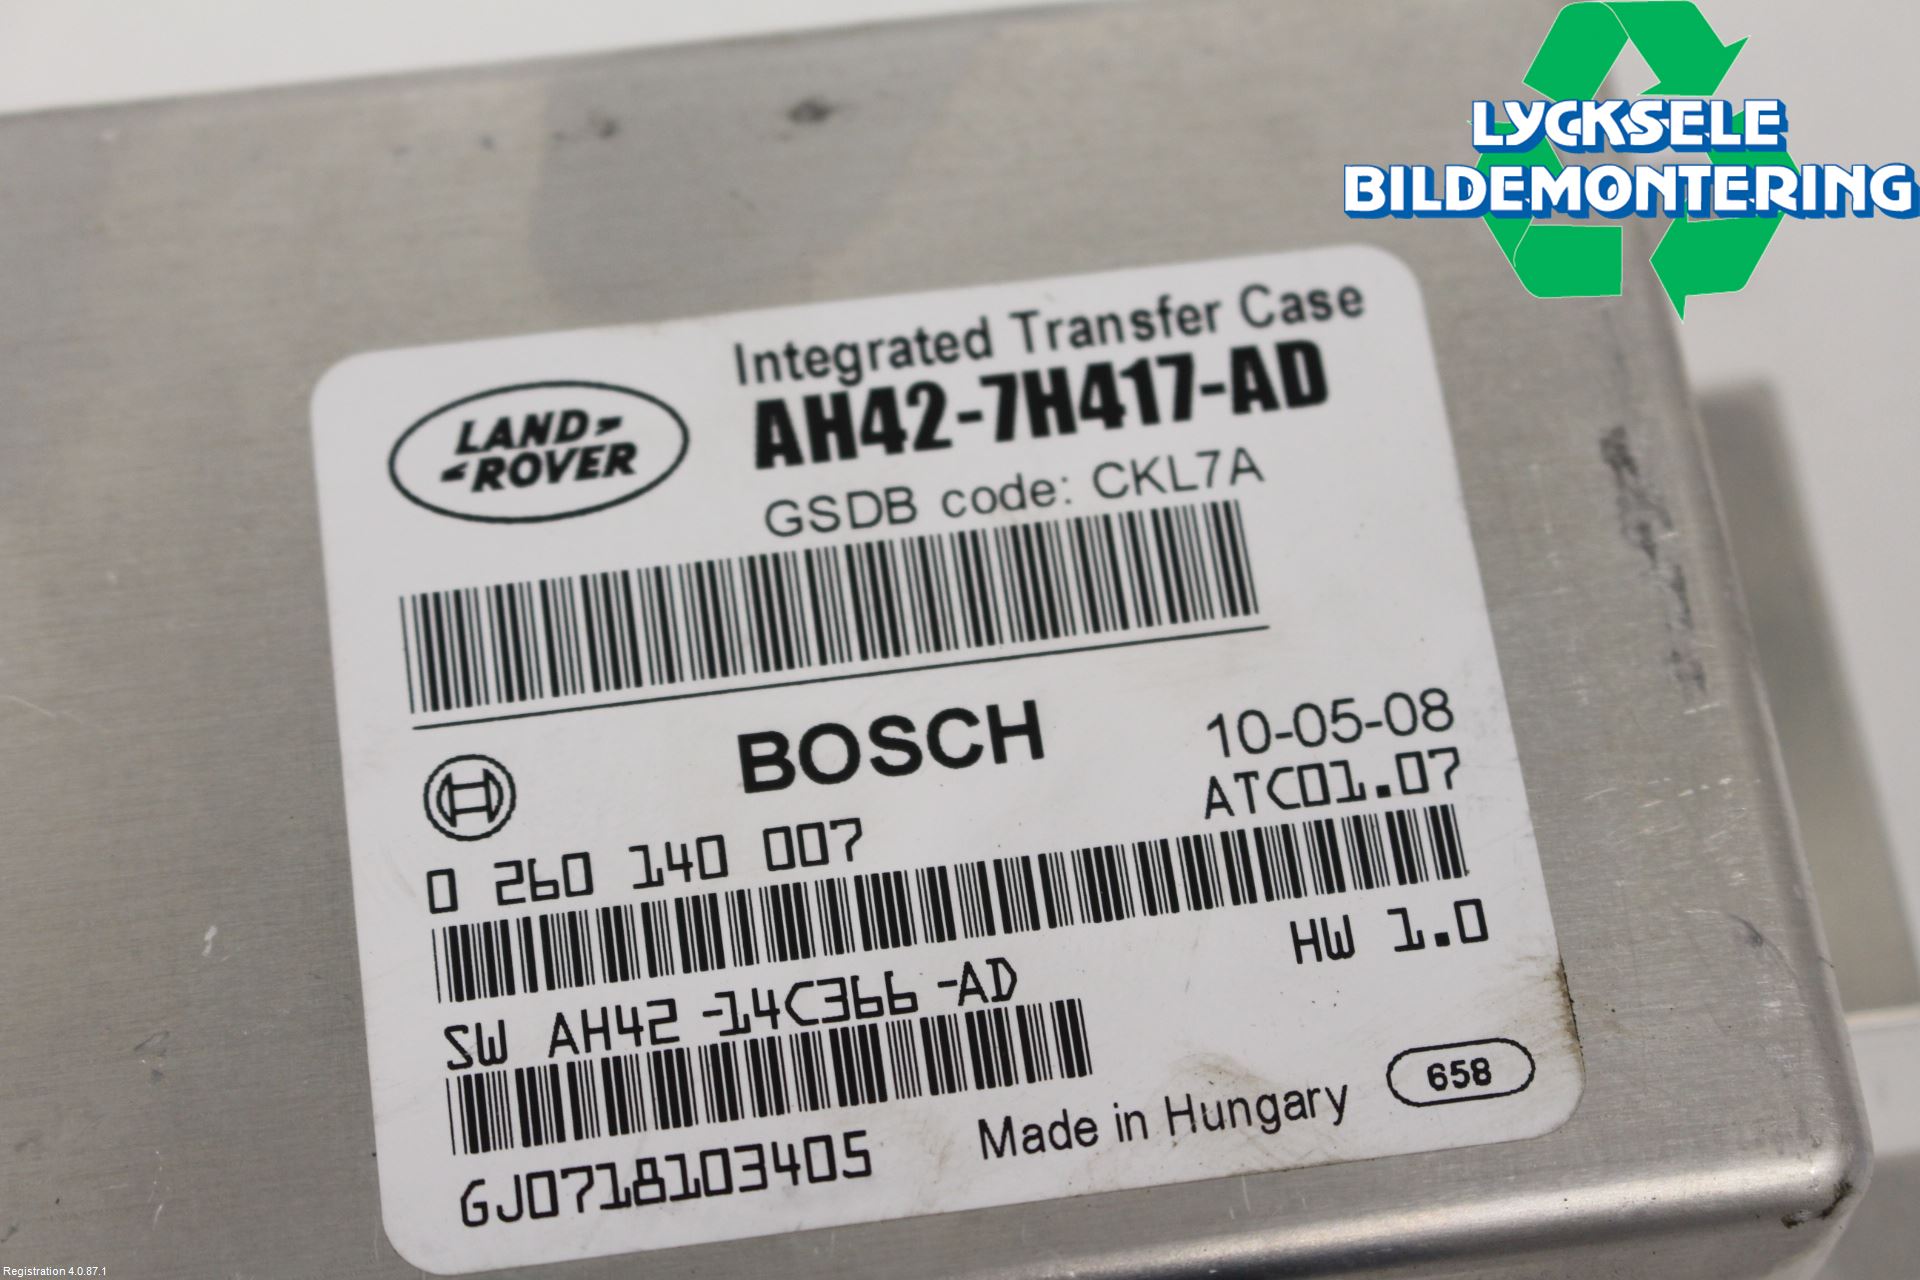 LYCKSELE
BILDEMONTERING
Integrated Transfer Case
LAND
ROVER
AH42-7H417-AD
GSDB code: CKL7A
BOSCH
10-05-08
ATC01.07
0 260 140 007
HW 1.0
SW AH42 -14C366 -AD
Made in Hungary
658
GJ0718103405
Registration 4.0.87.1